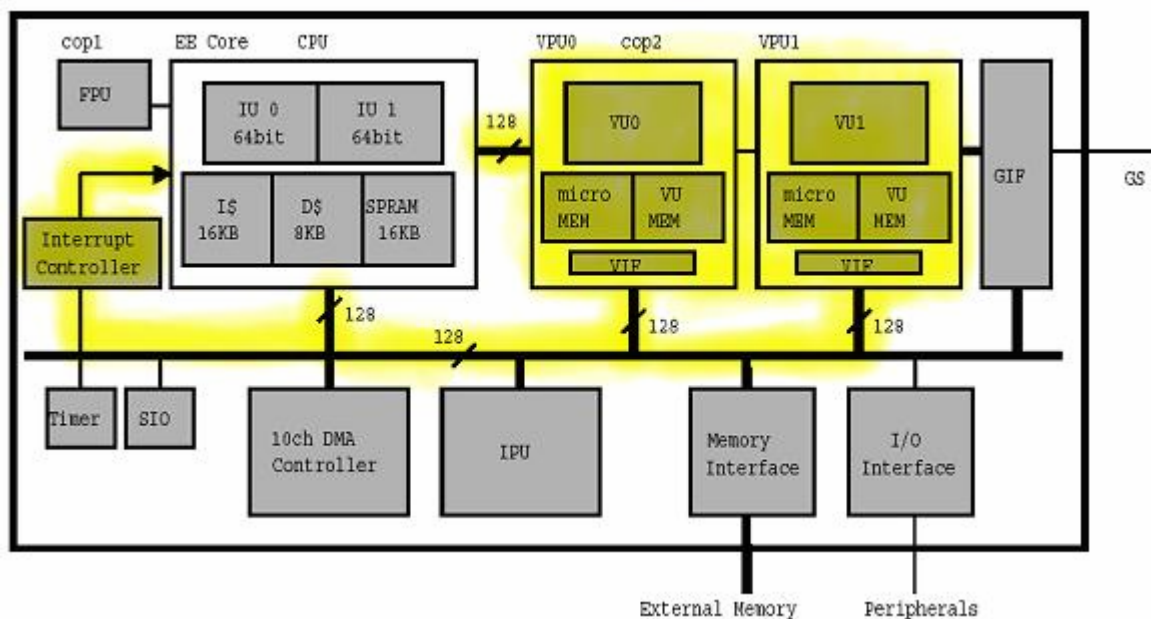 cop1
EE Core CPU
VPU0 cop2
VPU1
FPU
IU 0
64bit
IU 1
64bit
128
VU0
VU1
GIF
GS
I$
16KB
D$
8KB
SPRAM
16KB
micro
MEM
VU
MEM
micro
MEM
VU
MEM
Interrupt
Controller
VIF
VIF
128
128
128
128
Timer
SIO
10ch DMA
Controller
IPU
Memory
Interface
I/O
Interface
External Memory
Peripherals